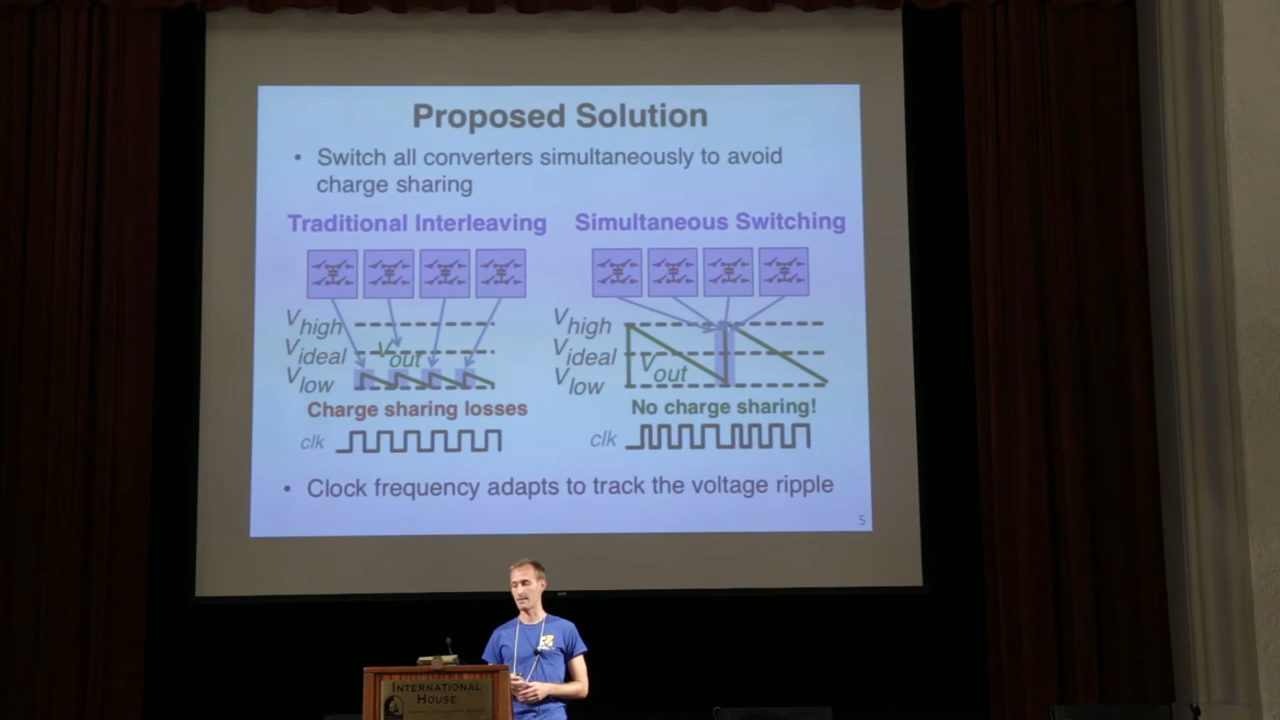 Proposed Solution
• Switch all converters simultaneously to avoid
charge sharing
Traditional Interleaving
Simultaneous Switching
Vhigh
Videal
Vout
Vlow
Charge sharing losses
clk
Vhigh
Videal
Vout
Vlow
No charge sharing!
clk
• Clock frequency adapts to track the voltage ripple
5
INTERNATIONAL
HOUSE